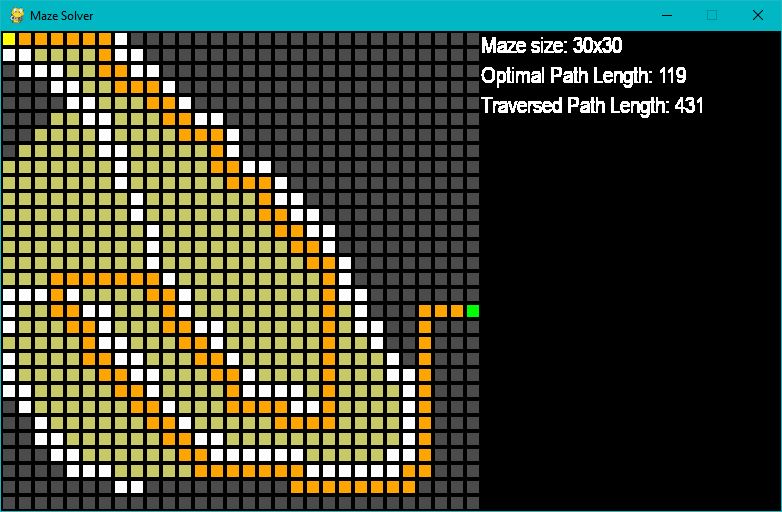 Maze Solver
Maze size: 30x30
Optimal Path Length: 119
Traversed Path Length: 431